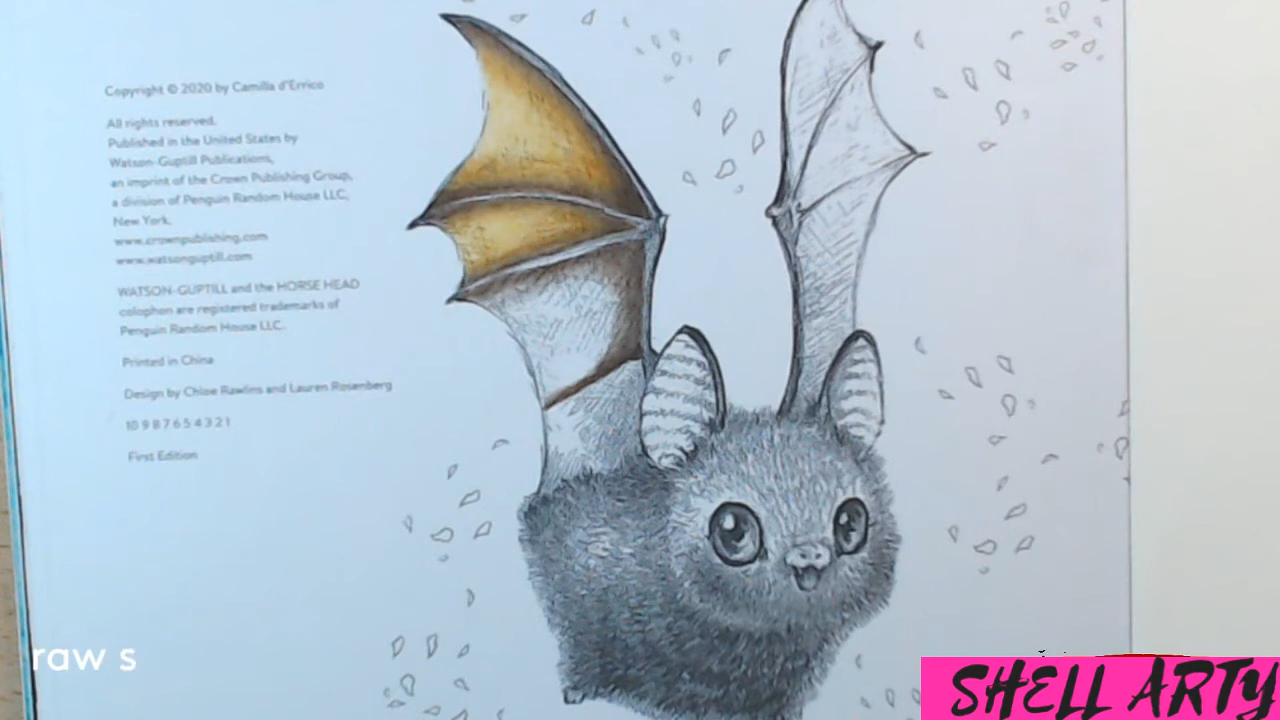 Copyright © 2020 by Camilla d'Errico
All rights reserved.
Published in the United States by
Watson-Guptill Publications,
an imprint of the Crown Publishing Group,
a division of Penguin Random House LLC,
New York.
www.crownpublishing.com
www.watsonguptill.com
WATSON-GUPTILL and the HORSE HEAD
colophon are registered trademarks of
Penguin Random House LLC.
Printed in China
Design by Chloe Rawlins and Lauren Rosenberg
10 9 8 7 6 5 4 3 2 1
First Edition
raw s
SHELL ARTY